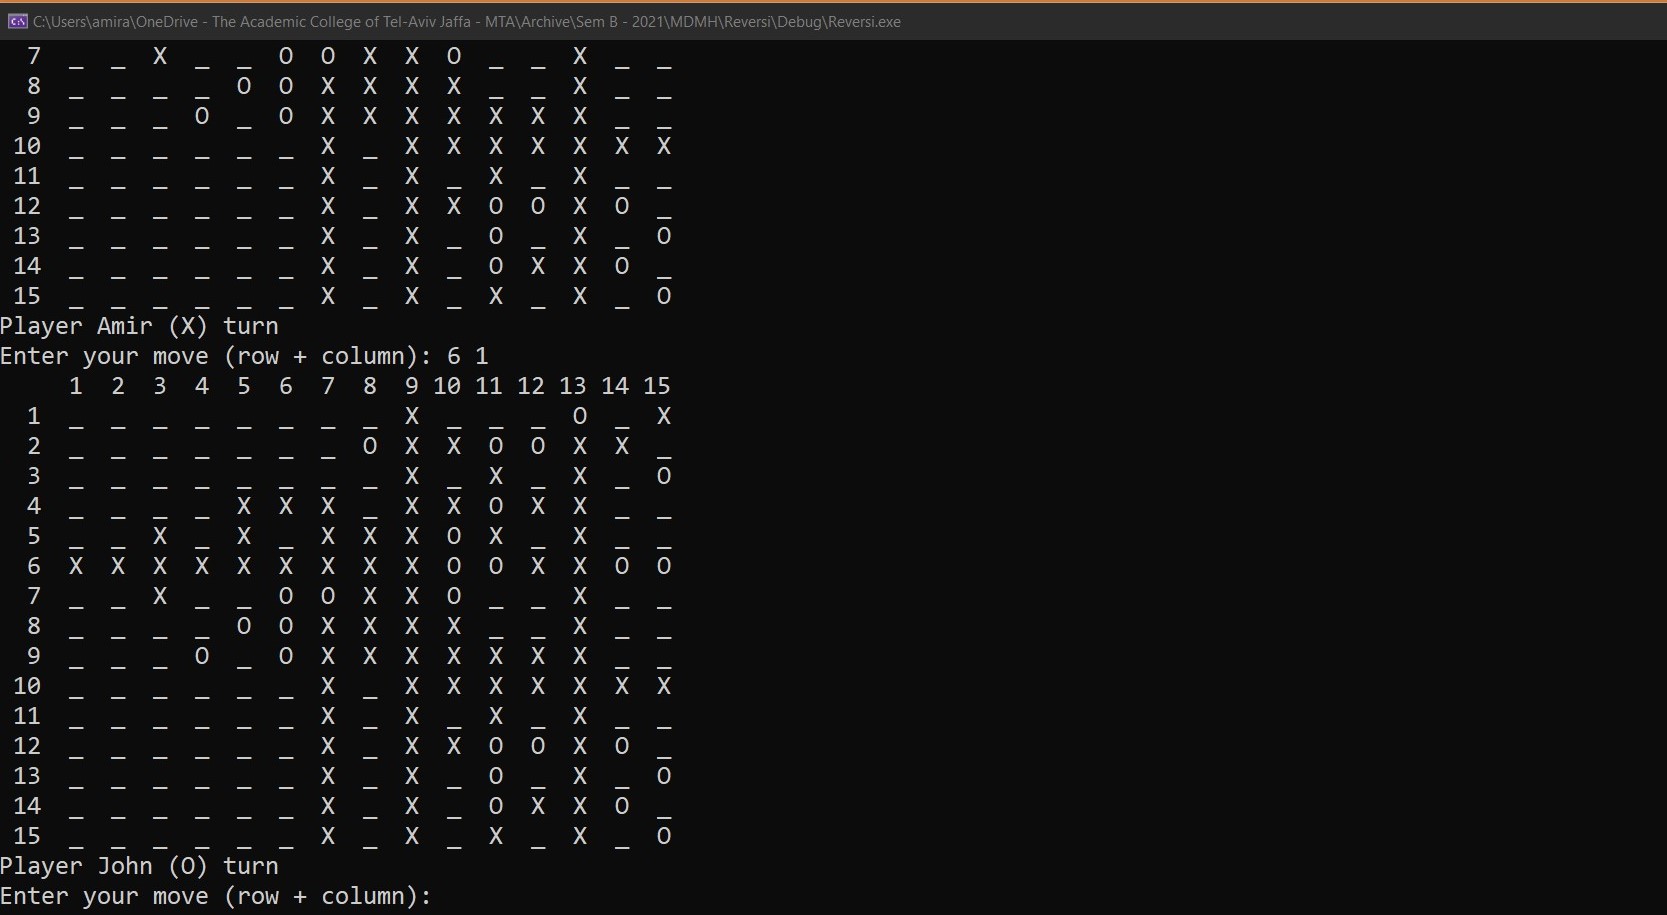 C:\Users\amira\OneDrive - The Academic College of Tel-Aviv Jaffa - MTA\Archive\Sem B - 2021\MDMH\Reversi\Debug\Reversi.exe
7 _ _ X _ _ O O X X O _ _ X _ _
8 _ _ _ _ O O X X X X _ _ X _ _
9 _ _ _ O _ O X X X X X X X _ _
10 _ _ _ _ _ _ X _ X X X X X X X
11 _ _ _ _ _ _ X _ X _ X _ X _ _
12 _ _ _ _ _ _ X _ X X O O X O _
13 _ _ _ _ _ _ X _ X _ O _ X _ O
14 _ _ _ _ _ _ X _ X _ O X X O _
15 _ _ _ _ _ _ X _ X _ X _ X _ O
Player Amir (X) turn
Enter your move (row + column): 6 1
1 2 3 4 5 6 7 8 9 10 11 12 13 14 15
1 _ _ _ _ _ _ _ _ X _ _ _ O _ X
2 _ _ _ _ _ _ _ O X X O O X X _
3 _ _ _ _ _ _ _ _ X _ X _ X _ O
4 _ _ _ _ X X X _ X X O X X _ _
5 _ _ X _ X _ X X X O X _ X _ _
6 X X X X X X X X X O O X X O O
7 _ _ X _ _ O O X X O _ _ X _ _
8 _ _ _ _ O O X X X X _ _ X _ _
9 _ _ _ O _ O X X X X X X X _ _
10 _ _ _ _ _ _ X _ X X X X X X X
11 _ _ _ _ _ _ X _ X _ X _ X _ _
12 _ _ _ _ _ _ X _ X X O O X O _
13 _ _ _ _ _ _ X _ X _ O _ X _ O
14 _ _ _ _ _ _ X _ X _ O X X O _
15 _ _ _ _ _ _ X _ X _ X _ X _ O
Player John (O) turn
Enter your move (row + column):